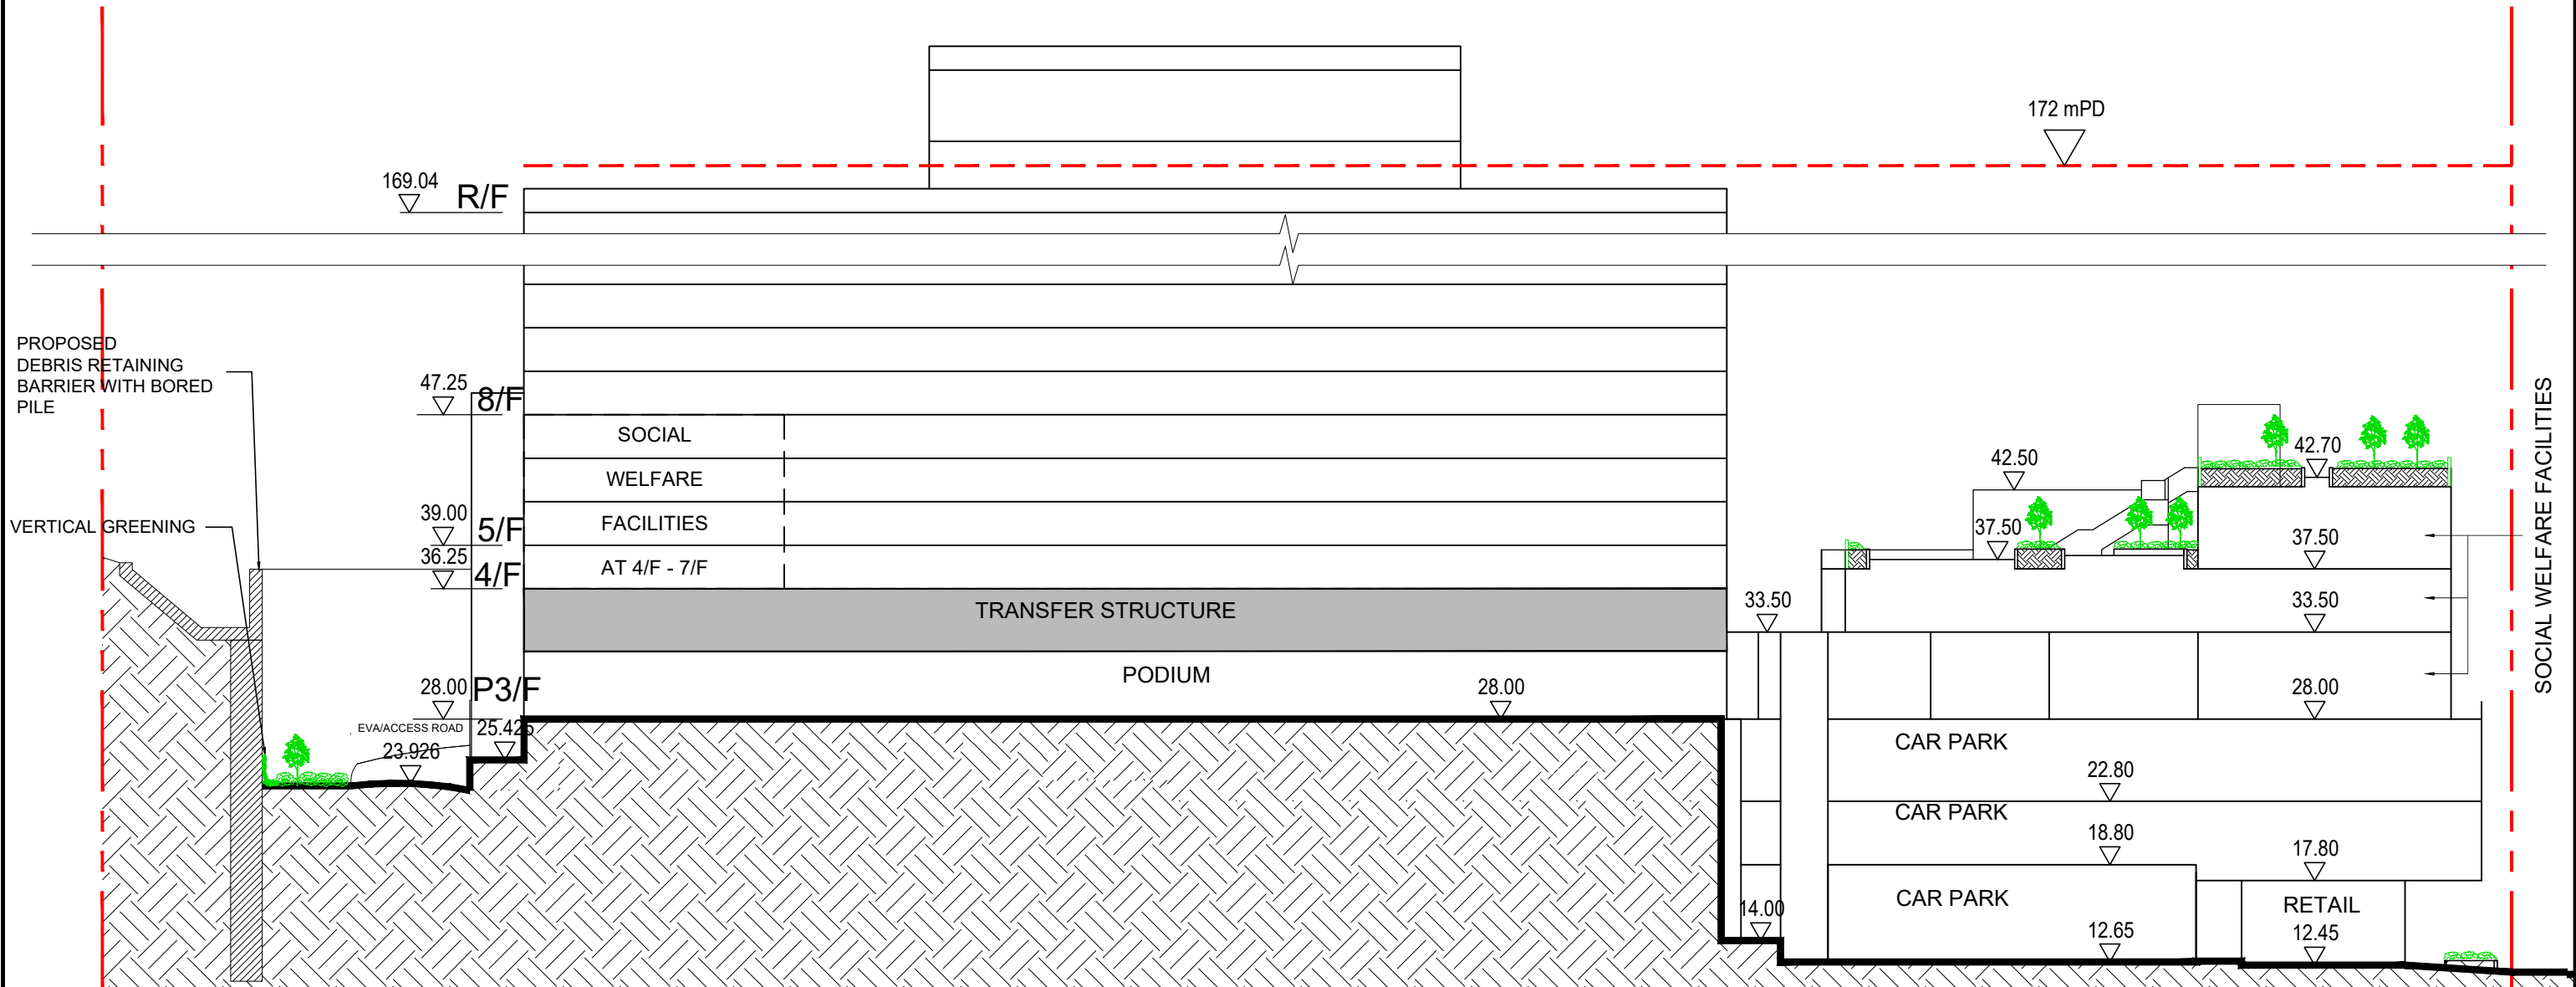 172 mPD
169.04
R/F
PROPOSED
DEBRIS RETAINING
BARRIER WITH BORED
PILE
47.25
8/F
SOCIAL
WELFARE
FACILITIES
AT 4/F - 7/F
VERTICAL GREENING
39.00
5/F
36.25
4/F
TRANSFER STRUCTURE
PODIUM
28.00
P3/F
28.00
EVA/ACCESS ROAD
25.425
23.926
42.50
42.70
37.50
37.50
33.50
33.50
28.00
CAR PARK
22.80
CAR PARK
18.80
17.80
CAR PARK
RETAIL
14.00
12.65
12.45
SOCIAL WELFARE FACILITIES